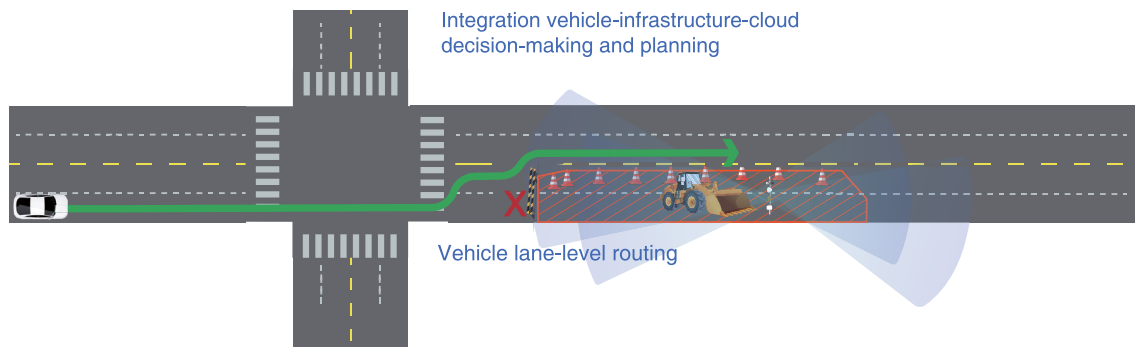 Integration vehicle-infrastructure-cloud
decision-making and planning
Vehicle lane-level routing